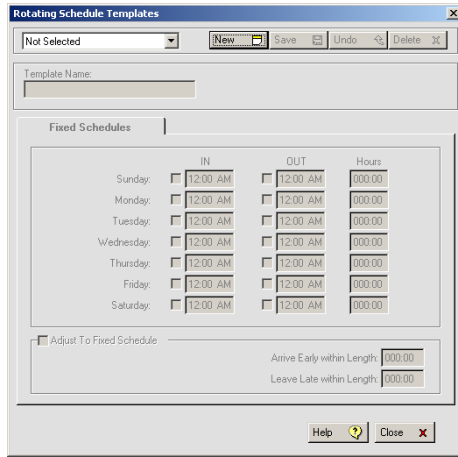 Rotating Schedule Templates
Not Selected New Save Undo Delete
Template Name:
Fixed Schedules
IN OUT Hours
Sunday: 12:00 AM 12:00 AM 000:00
Monday: 12:00 AM 12:00 AM 000:00
Tuesday: 12:00 AM 12:00 AM 000:00
Wednesday: 12:00 AM 12:00 AM 000:00
Thursday: 12:00 AM 12:00 AM 000:00
Friday: 12:00 AM 12:00 AM 000:00
Saturday: 12:00 AM 12:00 AM 000:00
Adjust To Fixed Schedule
Arrive Early within Length: 000:00
Leave Late within Length: 000:00
Help Close